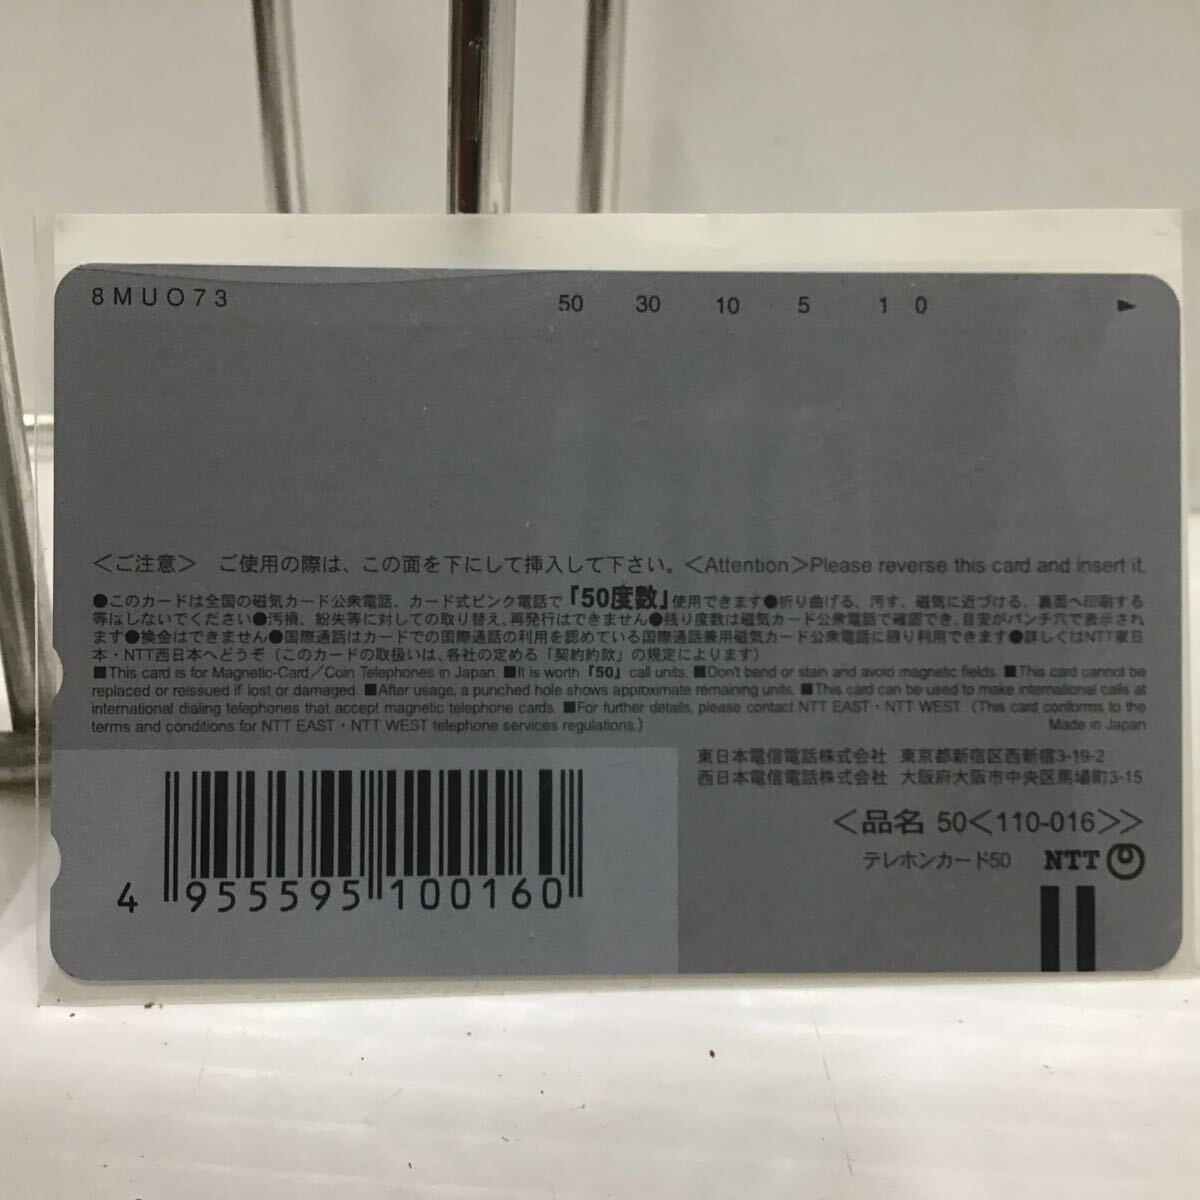 8MUO73
50 30 10 5 1 0 ►
＜ご注意＞ ご使用の際は、この面を下にして挿入して下さい。＜Attention＞Please reverse this card and insert it.
●このカードは全国の磁気カード公衆電話、カード式ピンク電話で『50度数』使用できます●折り曲げる、汚す、磁気に近づける、裏面へ印刷する
等はしないでください●汚損、紛失等に対しての取り替え、再発行はできません●残り度数は磁気カード公衆電話で確認でき、目安がパンチ穴で表示され
ます●換金はできません●国際通話はカードでの国際通話の利用を認めている国際通話兼用磁気カード公衆電話に限り利用できます●詳しくはNTT東日
本・NTT西日本へどうぞ（このカードの取扱いは、各社の定める「契約約款」の規定によります）
■This card is for Magnetic-Card／Coin Telephones in Japan. ■It is worth「50」call units. ■Don't bend or stain and avoid magnetic fields. ■This card cannot be
replaced or reissued if lost or damaged. ■After usage, a punched hole shows approximate remaining units. ■This card can be used to make international calls at
international dialing telephones that accept magnetic telephone cards. ■For further details, please contact NTT EAST・NTT WEST. (This card conforms to the
terms and conditions for NTT EAST・NTT WEST telephone services regulations.) Made in Japan
東日本電信電話株式会社 東京都新宿区西新宿3-19-2
西日本電信電話株式会社 大阪府大阪市中央区馬場町3-15
＜品名 50＜110-016＞＞
テレホンカード50 NTT
4 955595 100160